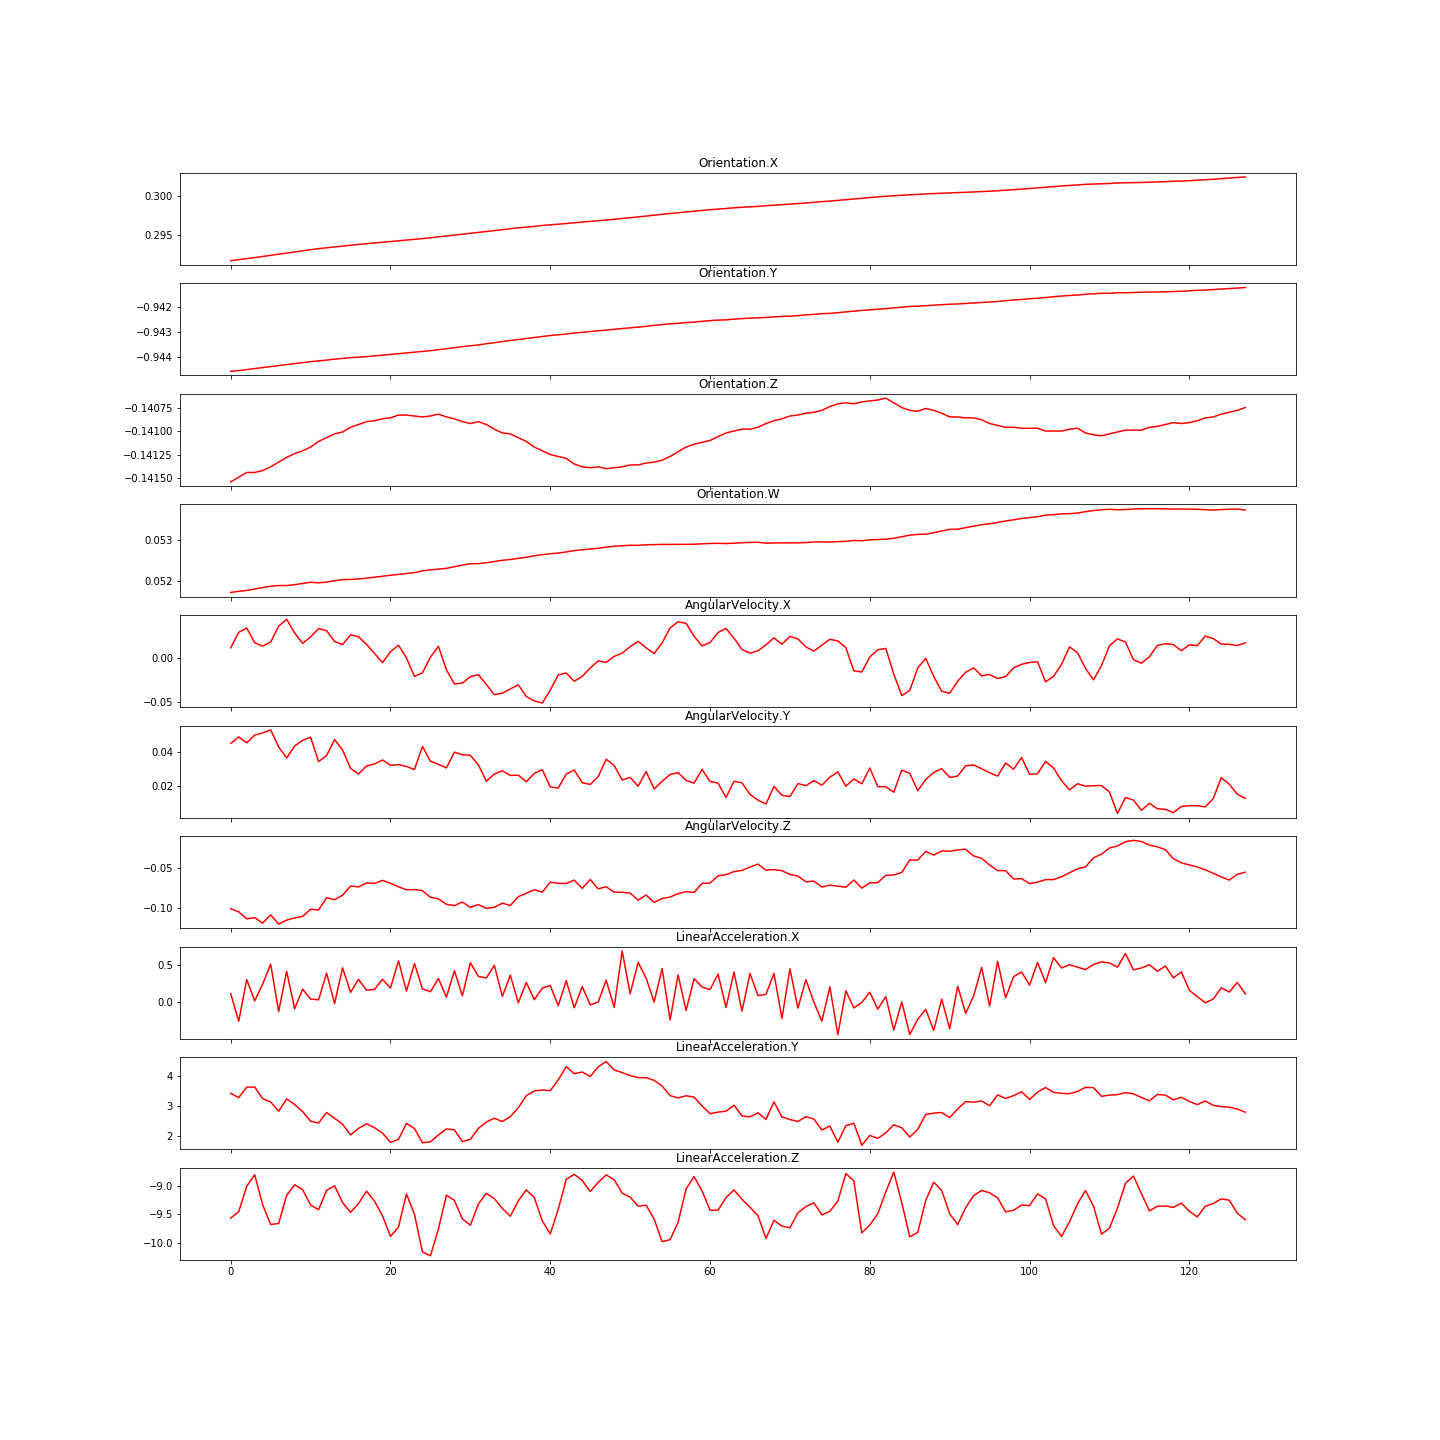 Orientation.X
0.300
0.295
Orientation.Y
−0.942
−0.943
−0.944
Orientation.Z
−0.14075
−0.14100
−0.14125
−0.14150
Orientation.W
0.053
0.052
AngularVelocity.X
0.00
−0.05
AngularVelocity.Y
0.04
0.02
AngularVelocity.Z
−0.05
−0.10
LinearAcceleration.X
0.5
0.0
LinearAcceleration.Y
4
3
2
LinearAcceleration.Z
−9.0
−9.5
−10.0
0 20 40 60 80 100 120